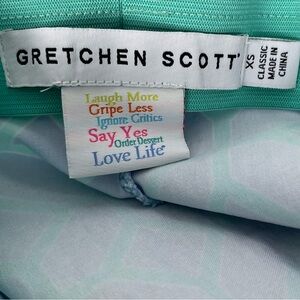 GRETCHEN SCOTT
XS
CLASSIC
MADE IN
CHINA
Laugh More
Gripe Less
Ignore Critics
Say Yes
Order Dessert
Love Life